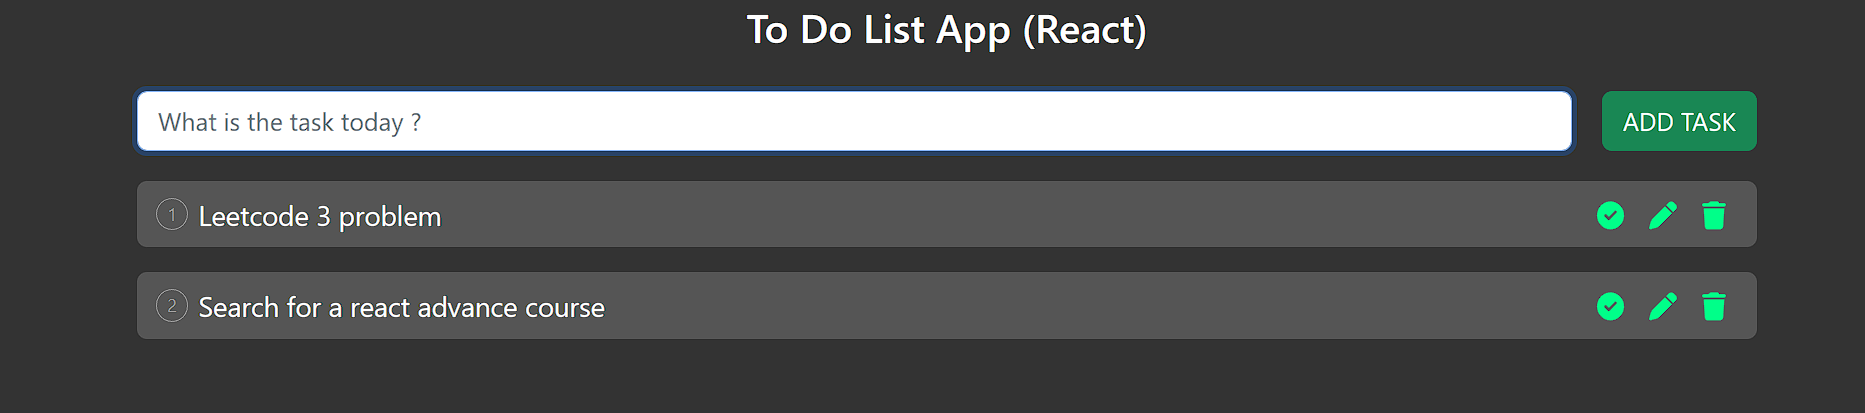 To Do List App (React)
What is the task today ?
ADD TASK
1 Leetcode 3 problem
2 Search for a react advance course